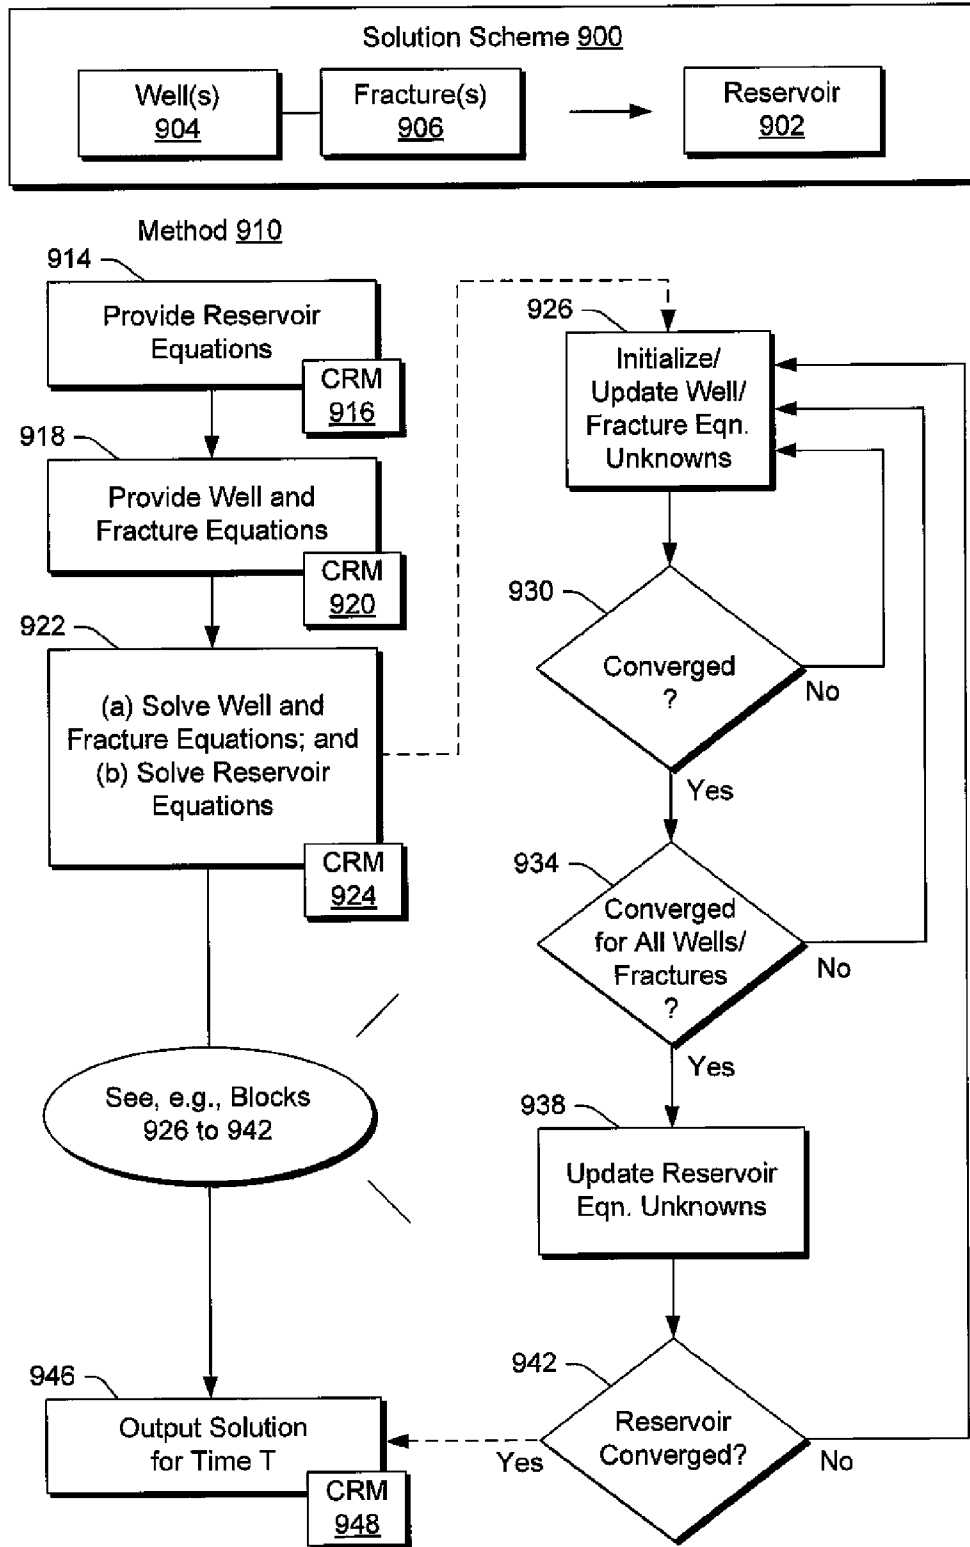 Solution Scheme 900
Well(s)
904
Fracture(s)
906
Reservoir
902
Method 910
914
Provide Reservoir
Equations
CRM
916
918
Provide Well and
Fracture Equations
CRM
920
922
(a) Solve Well and
Fracture Equations; and
(b) Solve Reservoir
Equations
CRM
924
See, e.g., Blocks
926 to 942
946
Output Solution
for Time T
CRM
948
926
Initialize/
Update Well/
Fracture Eqn.
Unknowns
930
Converged
?
No
Yes
934
Converged
for All Wells/
Fractures
?
No
Yes
938
Update Reservoir
Eqn. Unknowns
942
Reservoir
Converged?
Yes
No